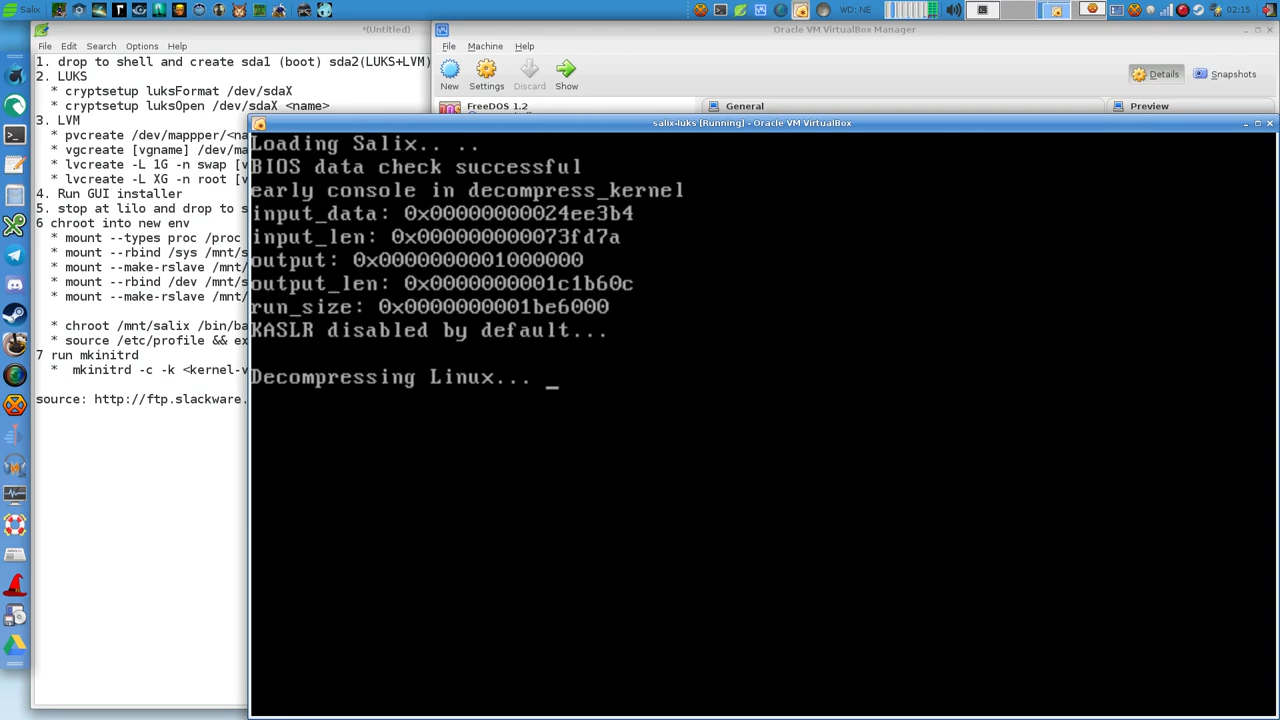 Salix
WD: NE
02:15
*(Untitled)
File Edit Search Options Help
1. drop to shell and create sda1 (boot) sda2(LUKS+LVM)
2. LUKS
* cryptsetup luksFormat /dev/sdaX
* cryptsetup luksOpen /dev/sdaX <name>
3. LVM
* pvcreate /dev/mappper/<na
* vgcreate [vgname] /dev/ma
* lvcreate -L 1G -n swap [v
* lvcreate -L XG -n root [v
4. Run GUI installer
5. stop at lilo and drop to s
6 chroot into new env
* mount --types proc /proc
* mount --rbind /sys /mnt/s
* mount --make-rslave /mnt/
* mount --rbind /dev /mnt/s
* mount --make-rslave /mnt/
* chroot /mnt/salix /bin/ba
* source /etc/profile && ex
7 run mkinitrd
* mkinitrd -c -k <kernel-v
source: http://ftp.slackware.
Oracle VM VirtualBox Manager
File Machine Help
New Settings Discard Show
Details Snapshots
FreeDOS 1.2
General
Preview
salix-luks [Running] - Oracle VM VirtualBox
Loading Salix.. ..
BIOS data check successful
early console in decompress_kernel
input_data: 0x00000000024ee3b4
input_len: 0x000000000073fd7a
output: 0x0000000001000000
output_len: 0x0000000001c1b60c
run_size: 0x0000000001be6000
KASLR disabled by default...
Decompressing Linux... _